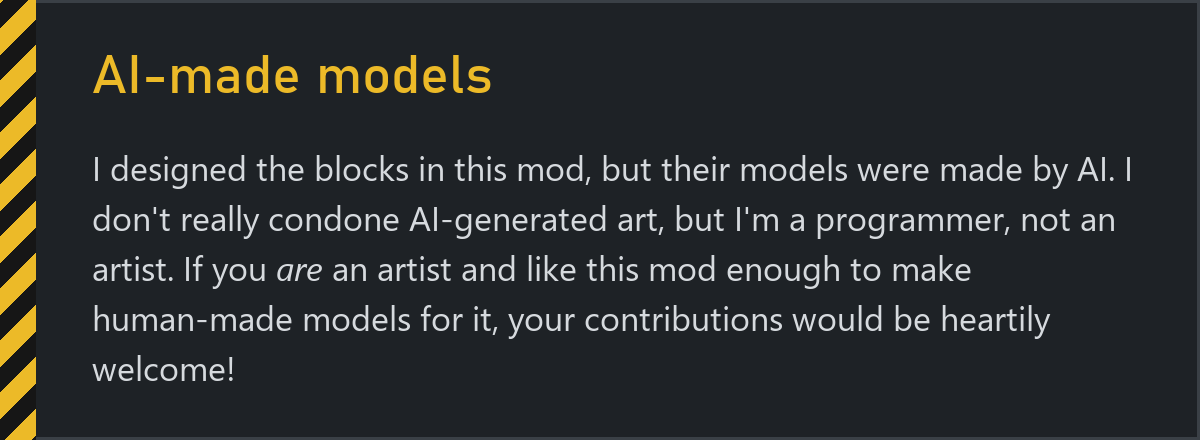 AI-made models
I designed the blocks in this mod, but their models were made by AI. I
don't really condone AI-generated art, but I'm a programmer, not an
artist. If you are an artist and like this mod enough to make
human-made models for it, your contributions would be heartily
welcome!